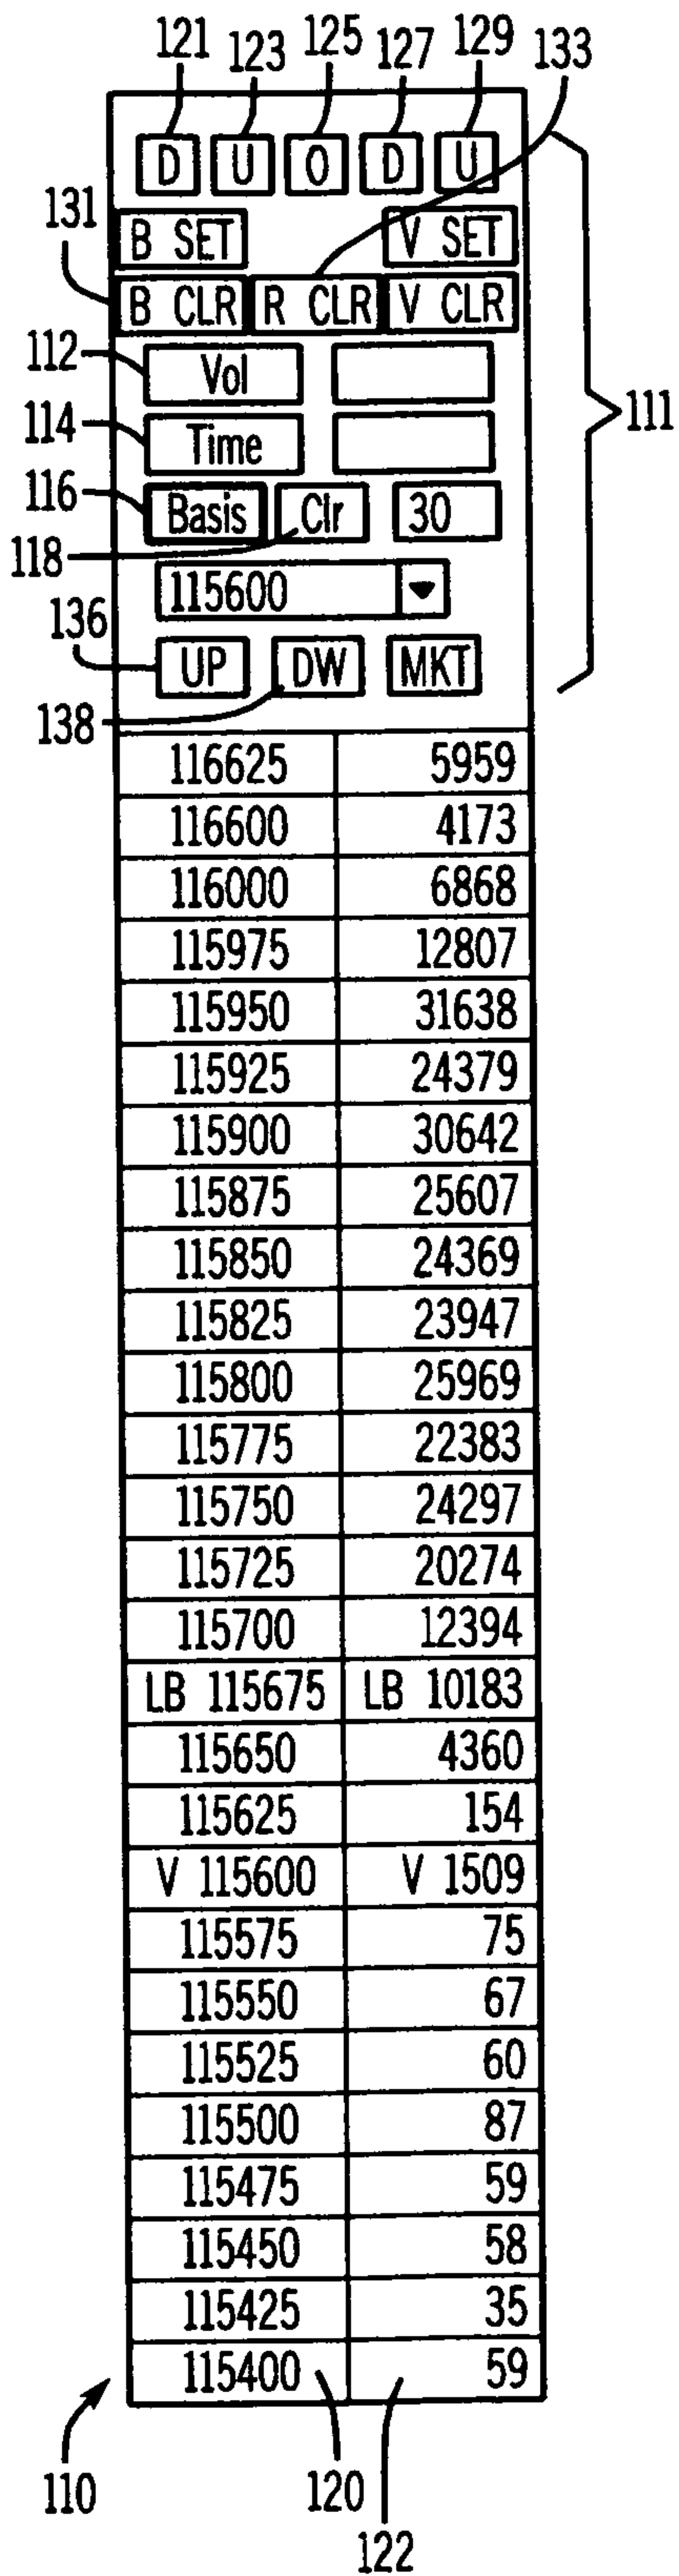 121 123 125 127 129 133
D U O D U
131
B SET V SET
B CLR R CLR V CLR
112 Vol
111
114 Time
116 Basis Clr 30
118
115600
136 UP DW MKT
138
116625 5959
116600 4173
116000 6868
115975 12807
115950 31638
115925 24379
115900 30642
115875 25607
115850 24369
115825 23947
115800 25969
115775 22383
115750 24297
115725 20274
115700 12394
LB 115675 LB 10183
115650 4360
115625 154
V 115600 V 1509
115575 75
115550 67
115525 60
115500 87
115475 59
115450 58
115425 35
115400 59
110 120 122